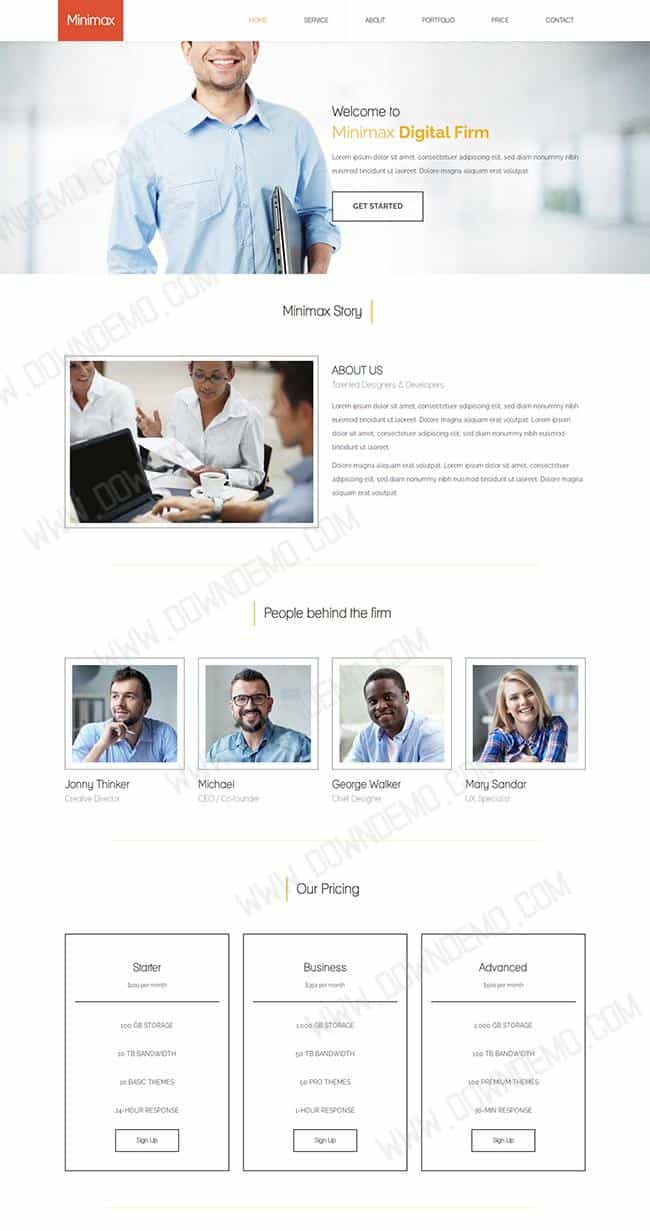 Minimax
HOME SERVICE ABOUT PORTFOLIO PRICE CONTACT
Welcome to
Minimax Digital Firm
Lorem ipsum dolor sit amet, consectetuer adipiscing elit, sed diam nonummy nibh
euismod tincidunt ut laoreet. Dolore magna aliquam erat volutpat.
GET STARTED
Minimax Story
ABOUT US
Talented Designers & Developers
Lorem ipsum dolor sit amet, consectetuer adipiscing elit, sed diam nonummy nibh
euismod tincidunt ut laoreet. Dolore magna aliquam erat volutpat. Lorem ipsum
dolor sit amet, consectetuer adipiscing elit, sed diam nonummy nibh euismod
tincidunt ut laoreet.
Dolore magna aliquam erat volutpat. Lorem ipsum dolor sit amet, consectetuer
adipiscing elit, sed diam nonummy nibh euismod tincidunt ut laoreet. Dolore magna
aliquam erat volutpat.
People behind the firm
Jonny Thinker
Creative Director
Michael
CEO / Co-founder
George Walker
Chief Designer
Mary Sandar
UX Specialist
Our Pricing
Starter
$100 per month
100 GB STORAGE
10 TB BANDWIDTH
10 BASIC THEMES
24-HOUR RESPONSE
Sign Up
Business
$250 per month
1,000 GB STORAGE
50 TB BANDWIDTH
50 PRO THEMES
1-HOUR RESPONSE
Sign Up
Advanced
$500 per month
2,000 GB STORAGE
100 TB BANDWIDTH
100 PREMIUM THEMES
10-MIN RESPONSE
Sign Up
WWW.DOWNDEMO.COM